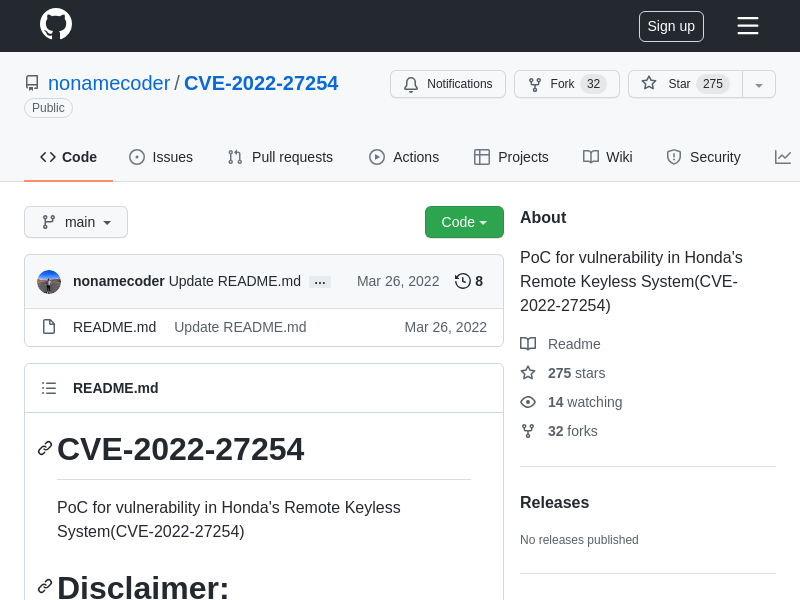 Sign up
nonamecoder / CVE-2022-27254
Public
Notifications
Fork 32
Star 275
Code
Issues
Pull requests
Actions
Projects
Wiki
Security
main
Code
nonamecoder Update README.md ... Mar 26, 2022 8
README.md Update README.md Mar 26, 2022
README.md
CVE-2022-27254
PoC for vulnerability in Honda's Remote Keyless
System(CVE-2022-27254)
Disclaimer:
About
PoC for vulnerability in Honda's
Remote Keyless System(CVE-
2022-27254)
Readme
275 stars
14 watching
32 forks
Releases
No releases published